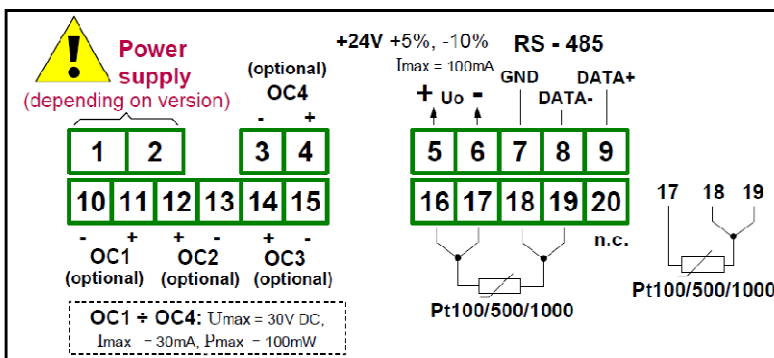 Power
supply
(depending on version)
(optional)
OC4
- +
+24V +5%, -10%
Imax = 100mA
+ Uo -
RS - 485
GND
DATA-
DATA+
1 2 3 4 5 6 7 8 9
10 11 12 13 14 15 16 17 18 19 20
- + + - + -
OC1 OC2 OC3
(optional) (optional) (optional)
n.c.
Pt100/500/1000
17 18 19
Pt100/500/1000
OC1 ÷ OC4: Umax = 30V DC,
Imax = 30mA, Pmax = 100mW